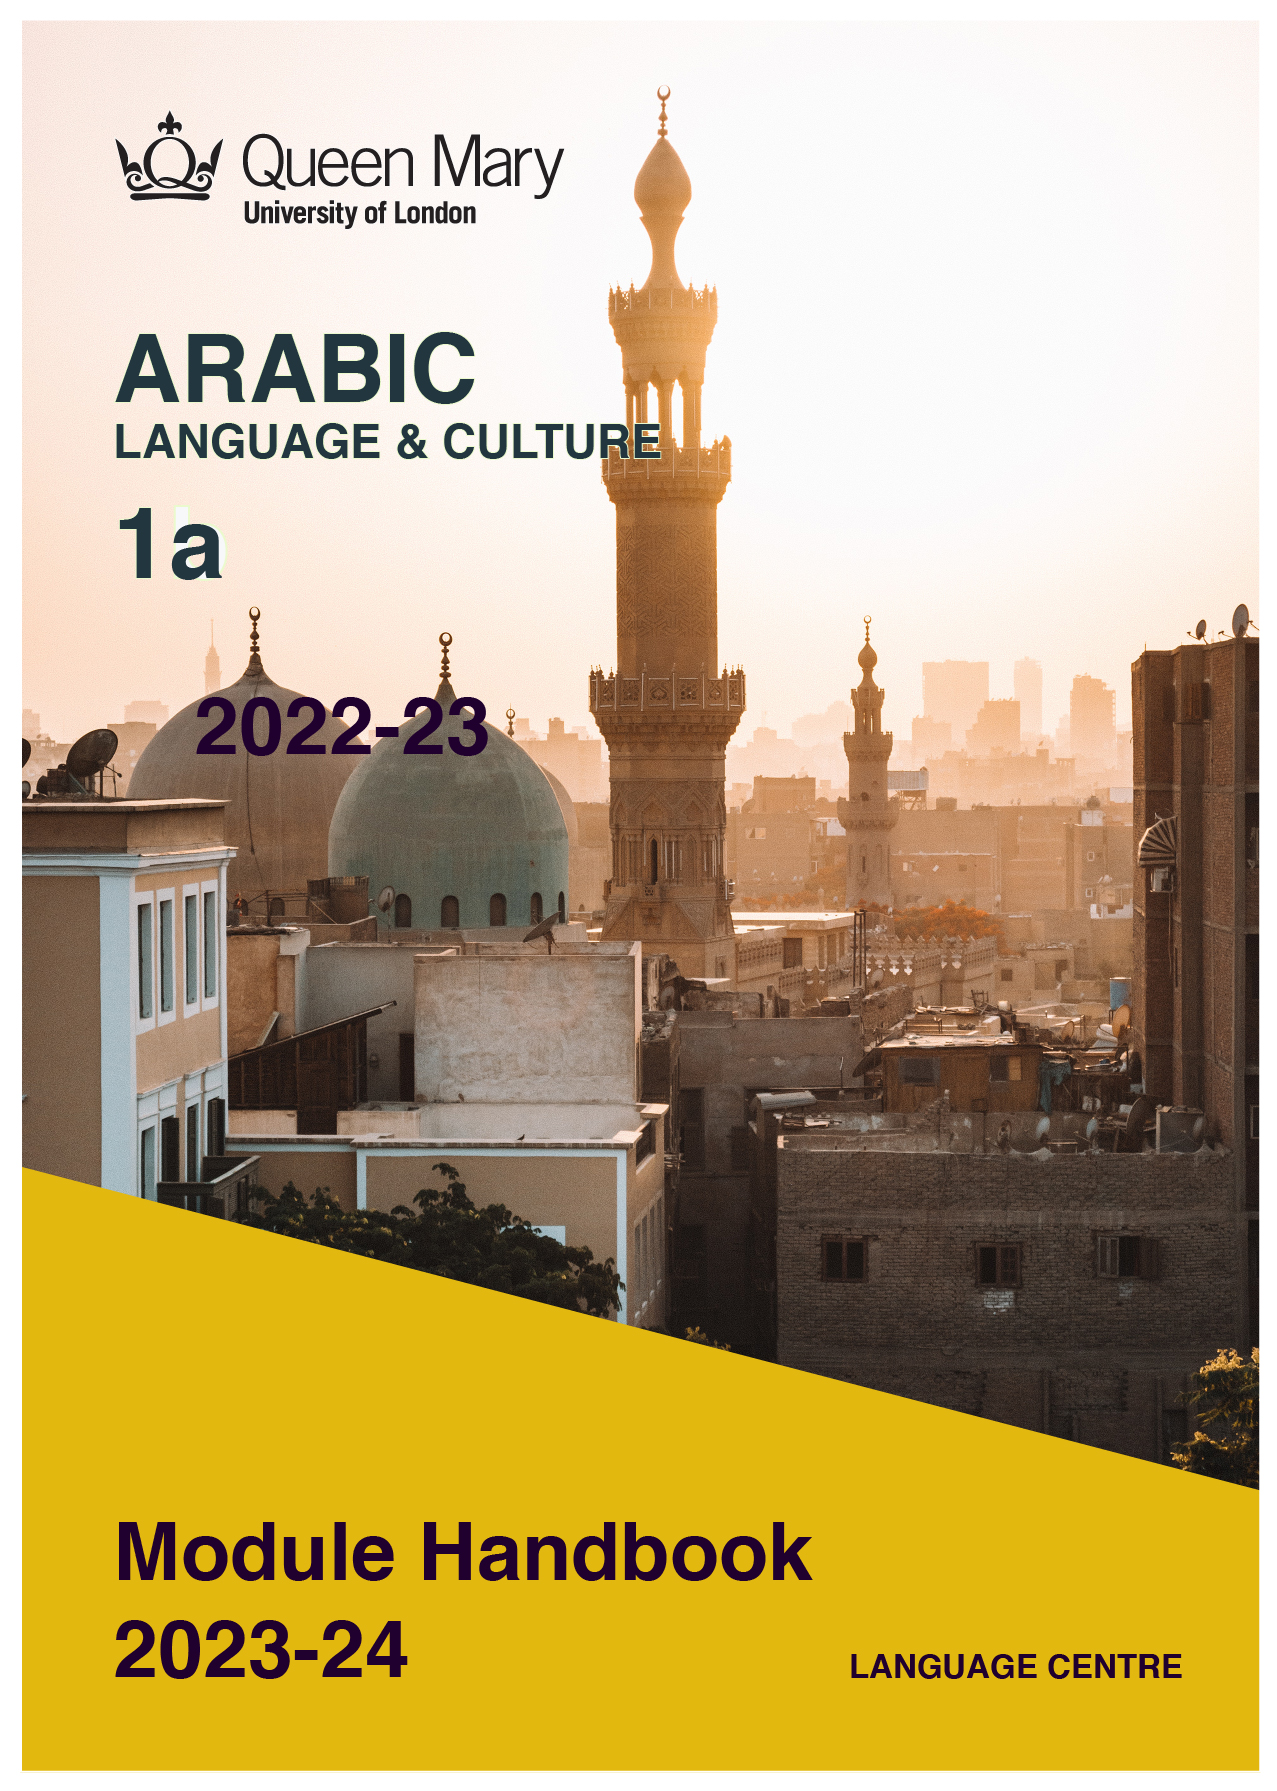 Queen Mary
University of London
ARABIC
LANGUAGE & CULTURE
1a
2022-23
Module Handbook
2023-24
LANGUAGE CENTRE